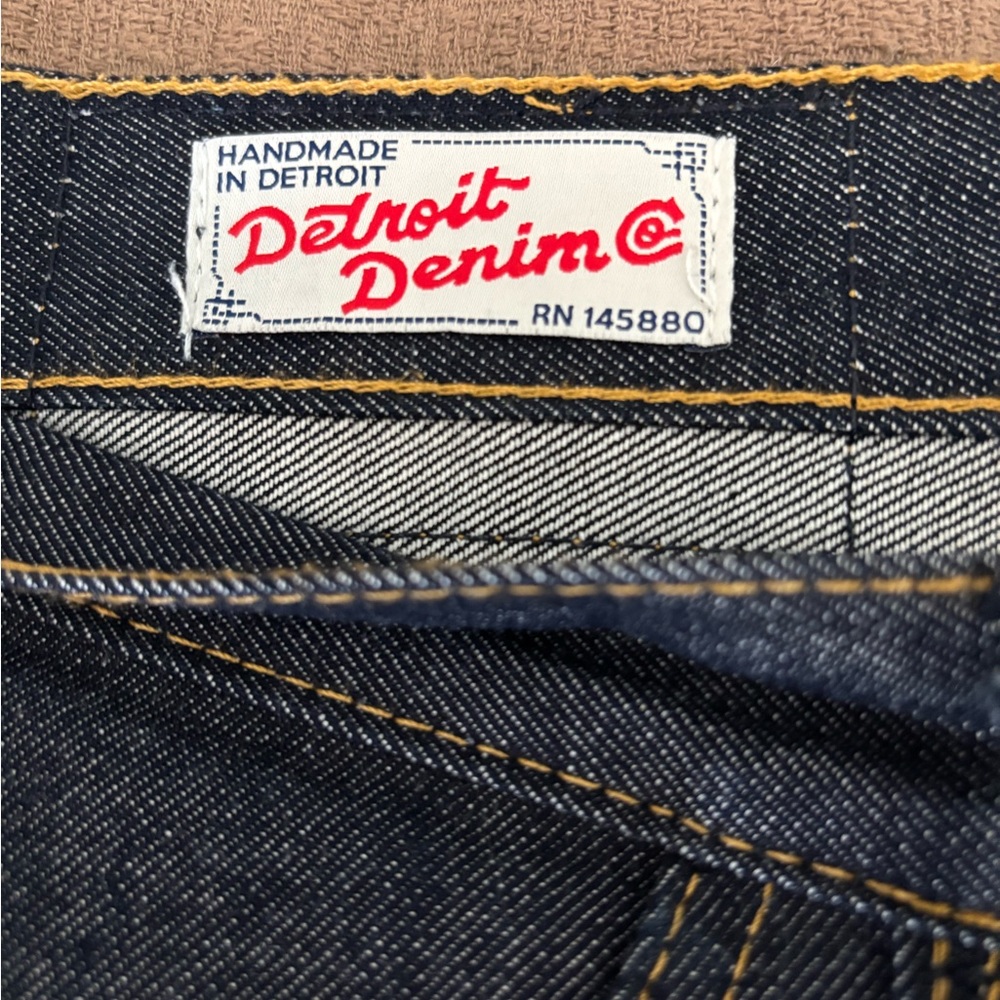 HANDMADE
IN DETROIT
Detroit
Denim Co
RN 145880